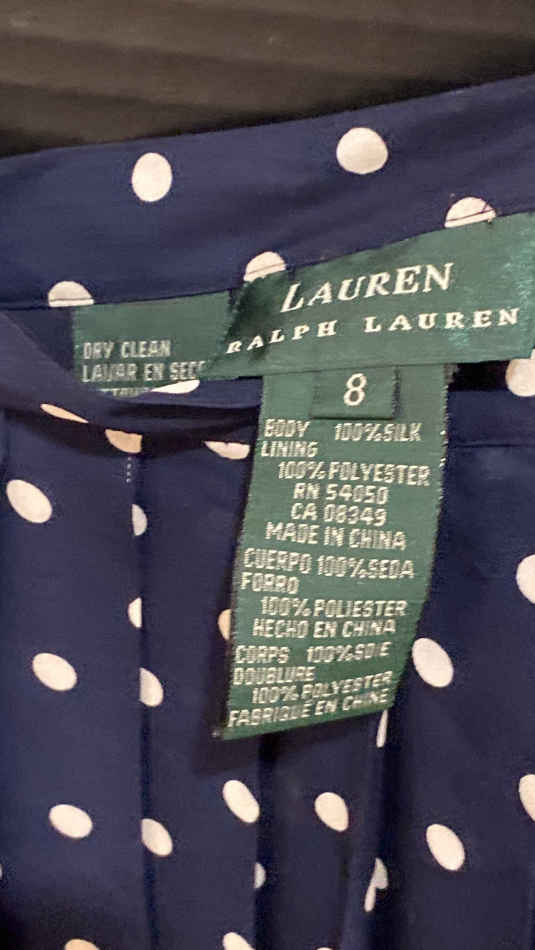 LAUREN
RALPH LAUREN
DRY CLEAN
LAVAR EN
8
BODY 100%SILK
LINING
100%POLYESTER
RN 54050
CA 08349
MADE IN CHINA
CUERPO 100%SEDA
FORRO
100%POLIESTER
HECHO EN CHINA
CORPS 100%SOIE
DOUBLURE
100%POLYESTER
FABRIQUÉ EN CHINE